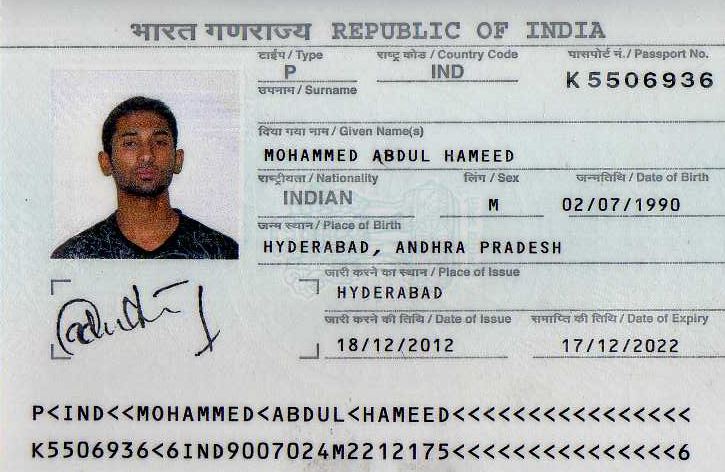 भारत गणराज्य REPUBLIC OF INDIA
टाईप / Type राष्ट्र कोड / Country Code पासपोर्ट नं. / Passport No.
P IND K5506936
उपनाम / Surname
दिया गया नाम / Given Name(s)
MOHAMMED ABDUL HAMEED
राष्ट्रीयता / Nationality लिंग / Sex जन्मतिथि / Date of Birth
INDIAN M 02/07/1990
जन्म स्थान / Place of Birth
HYDERABAD, ANDHRA PRADESH
जारी करने का स्थान / Place of Issue
HYDERABAD
जारी करने की तिथि / Date of Issue समाप्ति की तिथि / Date of Expiry
18/12/2012 17/12/2022
P<IND<<MOHAMMED<ABDUL<HAMEED<<<<<<<<<<<<<<<<
K5506936<6IND9007024M2212175<<<<<<<<<<<<<<<6